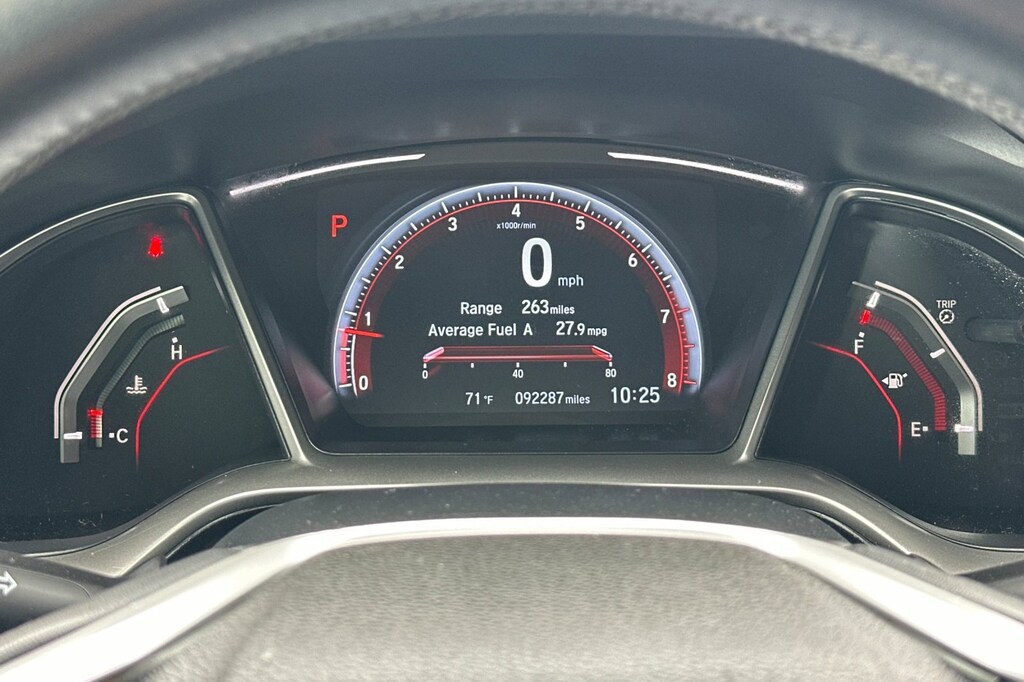 P
0 1 2 3 4 5 6 7 8
x1000r/min
0 mph
Range 263 miles
Average Fuel A 27.9 mpg
0 40 80
71°F 092287 miles 10:25
H
C
TRIP
F
E